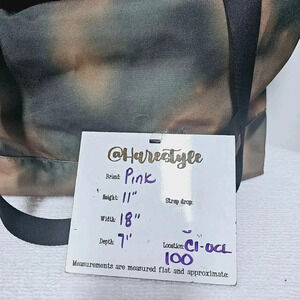 @Harestyle
Brand: Pink
Height: 11" Strap drop:
Width: 18"
Depth: 7" Location: C1-OCL
100
Measurements are measured flat and approximate.